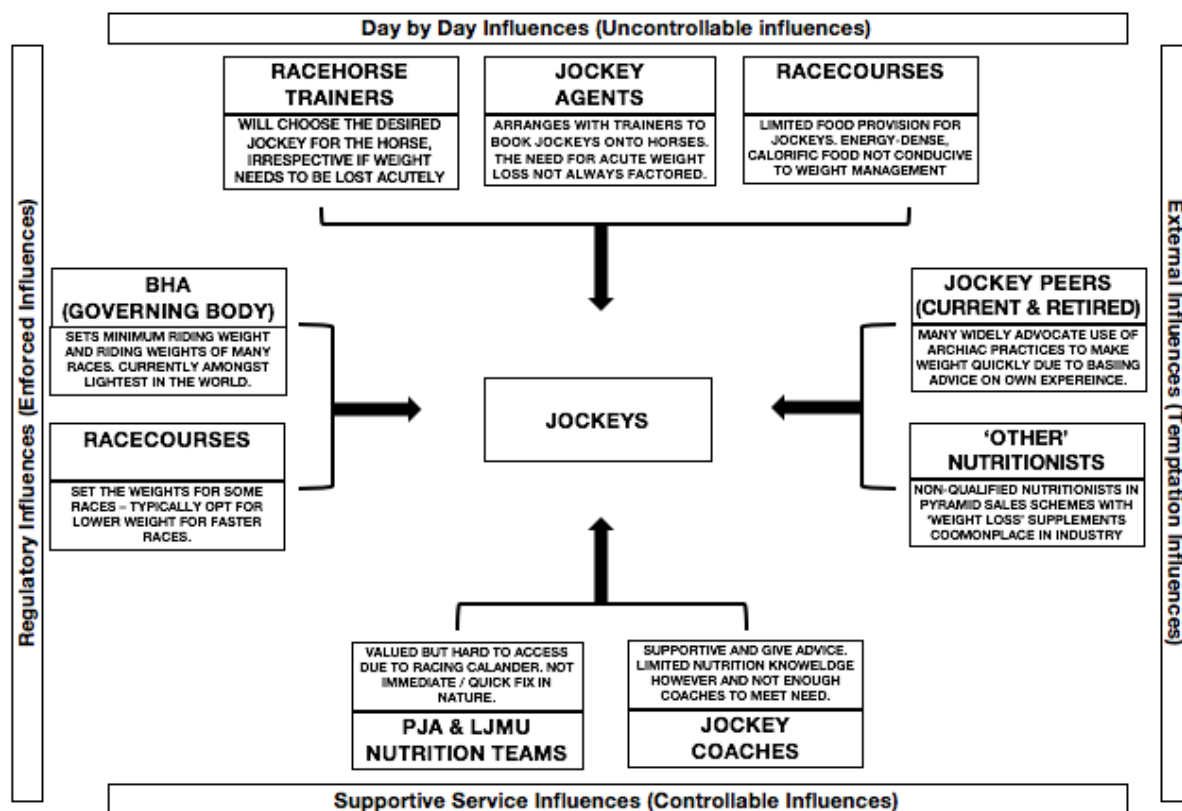 Day by Day Influences (Uncontrollable influences)
Regulatory Influences (Enforced Influences)
External Influences (Temptation Influences)
RACEHORSE
TRAINERS
WILL CHOOSE THE DESIRED
JOCKEY FOR THE HORSE,
IRRESPECTIVE IF WEIGHT
NEEDS TO BE LOST ACUTELY
JOCKEY
AGENTS
ARRANGES WITH TRAINERS TO
BOOK JOCKEYS ONTO HORSES.
THE NEED FOR ACUTE WEIGHT
LOSS NOT ALWAYS FACTORED.
RACECOURSES
LIMITED FOOD PROVISION FOR
JOCKEYS. ENERGY-DENSE,
CALORIFIC FOOD NOT CONDUCIVE
TO WEIGHT MANAGEMENT
BHA
(GOVERNING BODY)
SETS MINIMUM RIDING WEIGHT
AND RIDING WEIGHTS OF MANY
RACES. CURRENTLY AMONGST
LIGHTEST IN THE WORLD.
RACECOURSES
SET THE WEIGHTS FOR SOME
RACES – TYPICALLY OPT FOR
LOWER WEIGHT FOR FASTER
RACES.
JOCKEYS
JOCKEY PEERS
(CURRENT & RETIRED)
MANY WIDELY ADVOCATE USE OF
ARCHIAC PRACTICES TO MAKE
WEIGHT QUICKLY DUE TO BASIING
ADVICE ON OWN EXPEREINCE.
‘OTHER’
NUTRITIONISTS
NON-QUALIFIED NUTRITIONISTS IN
PYRAMID SALES SCHEMES WITH
‘WEIGHT LOSS’ SUPPLEMENTS
COOMONPLACE IN INDUSTRY
VALUED BUT HARD TO ACCESS
DUE TO RACING CALANDER. NOT
IMMEDIATE / QUICK FIX IN
NATURE.
PJA & LJMU
NUTRITION TEAMS
SUPPORTIVE AND GIVE ADVICE.
LIMITED NUTRITION KNOWELDGE
HOWEVER AND NOT ENOUGH
COACHES TO MEET NEED.
JOCKEY
COACHES
Supportive Service Influences (Controllable Influences)